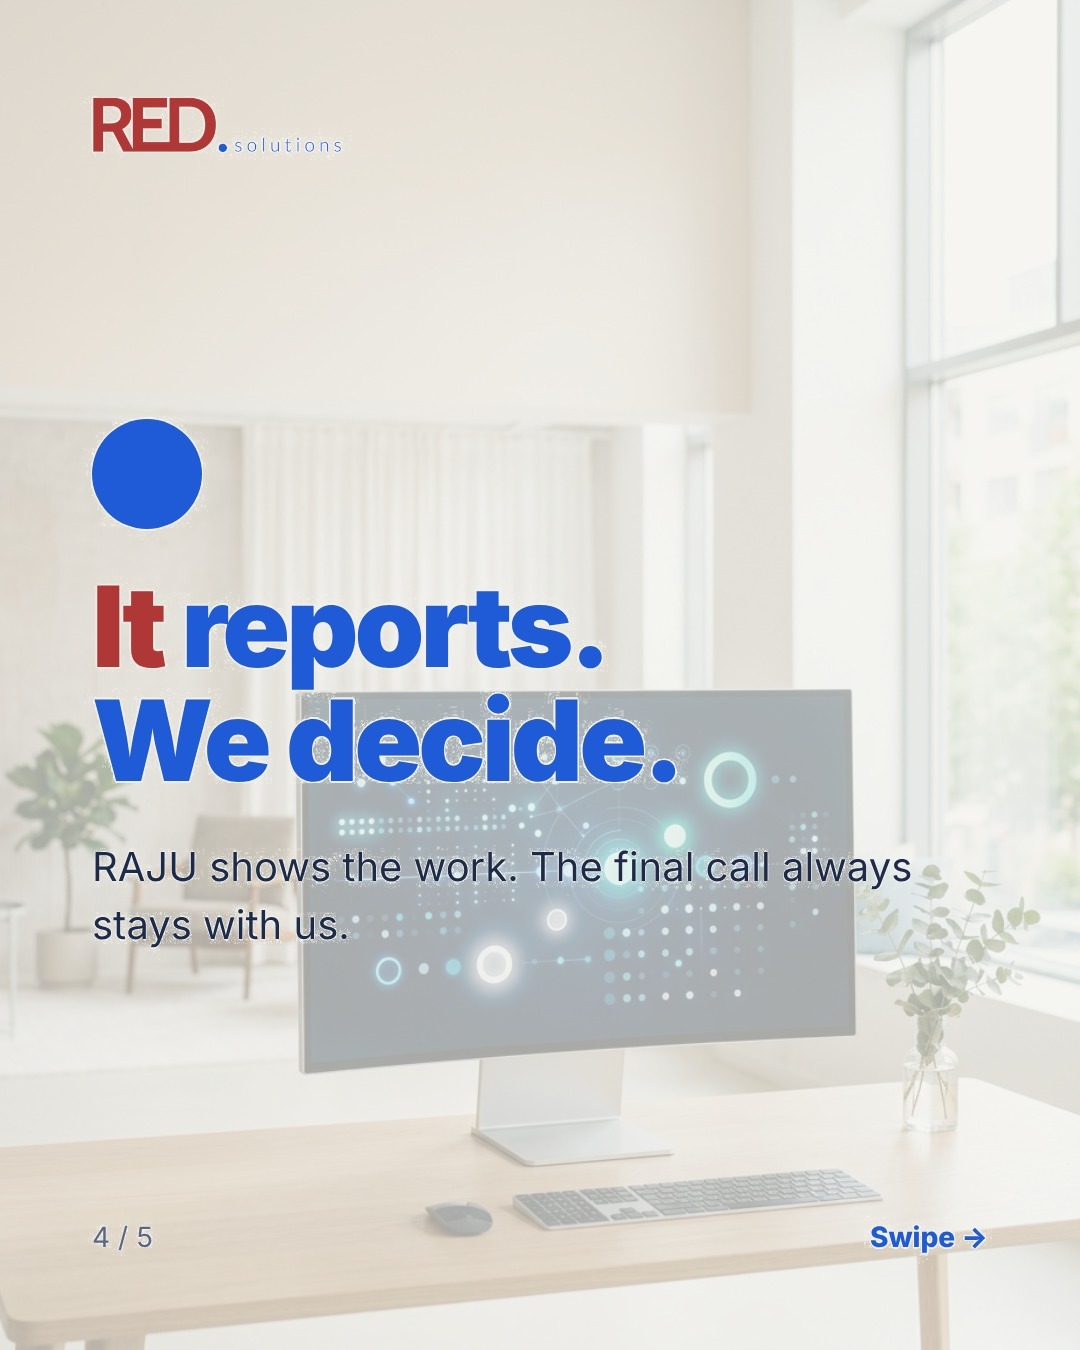 RED.solutions
It reports.
We decide.
RAJU shows the work. The final call always
stays with us.
4 / 5
Swipe →